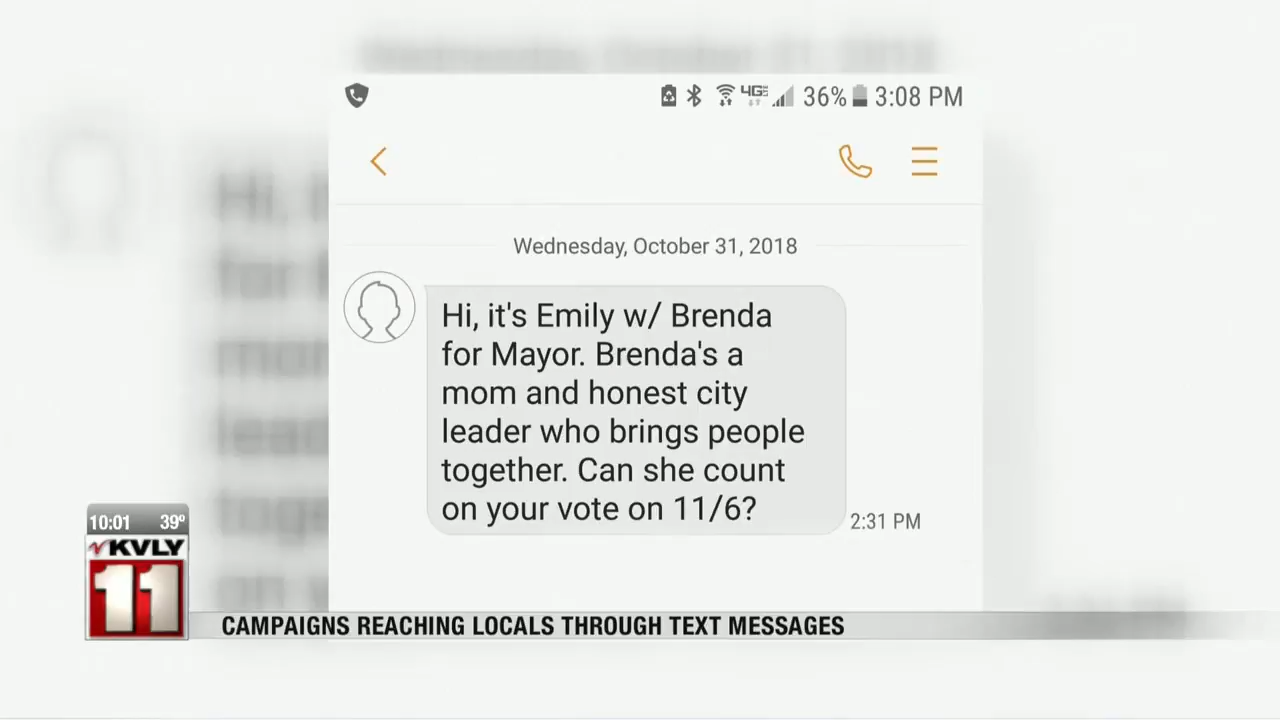 4G
36%
3:08 PM
Wednesday, October 31, 2018
Hi, it's Emily w/ Brenda
for Mayor. Brenda's a
mom and honest city
leader who brings people
together. Can she count
on your vote on 11/6?
2:31 PM
10:01 39º
KVLY
11
CAMPAIGNS REACHING LOCALS THROUGH TEXT MESSAGES